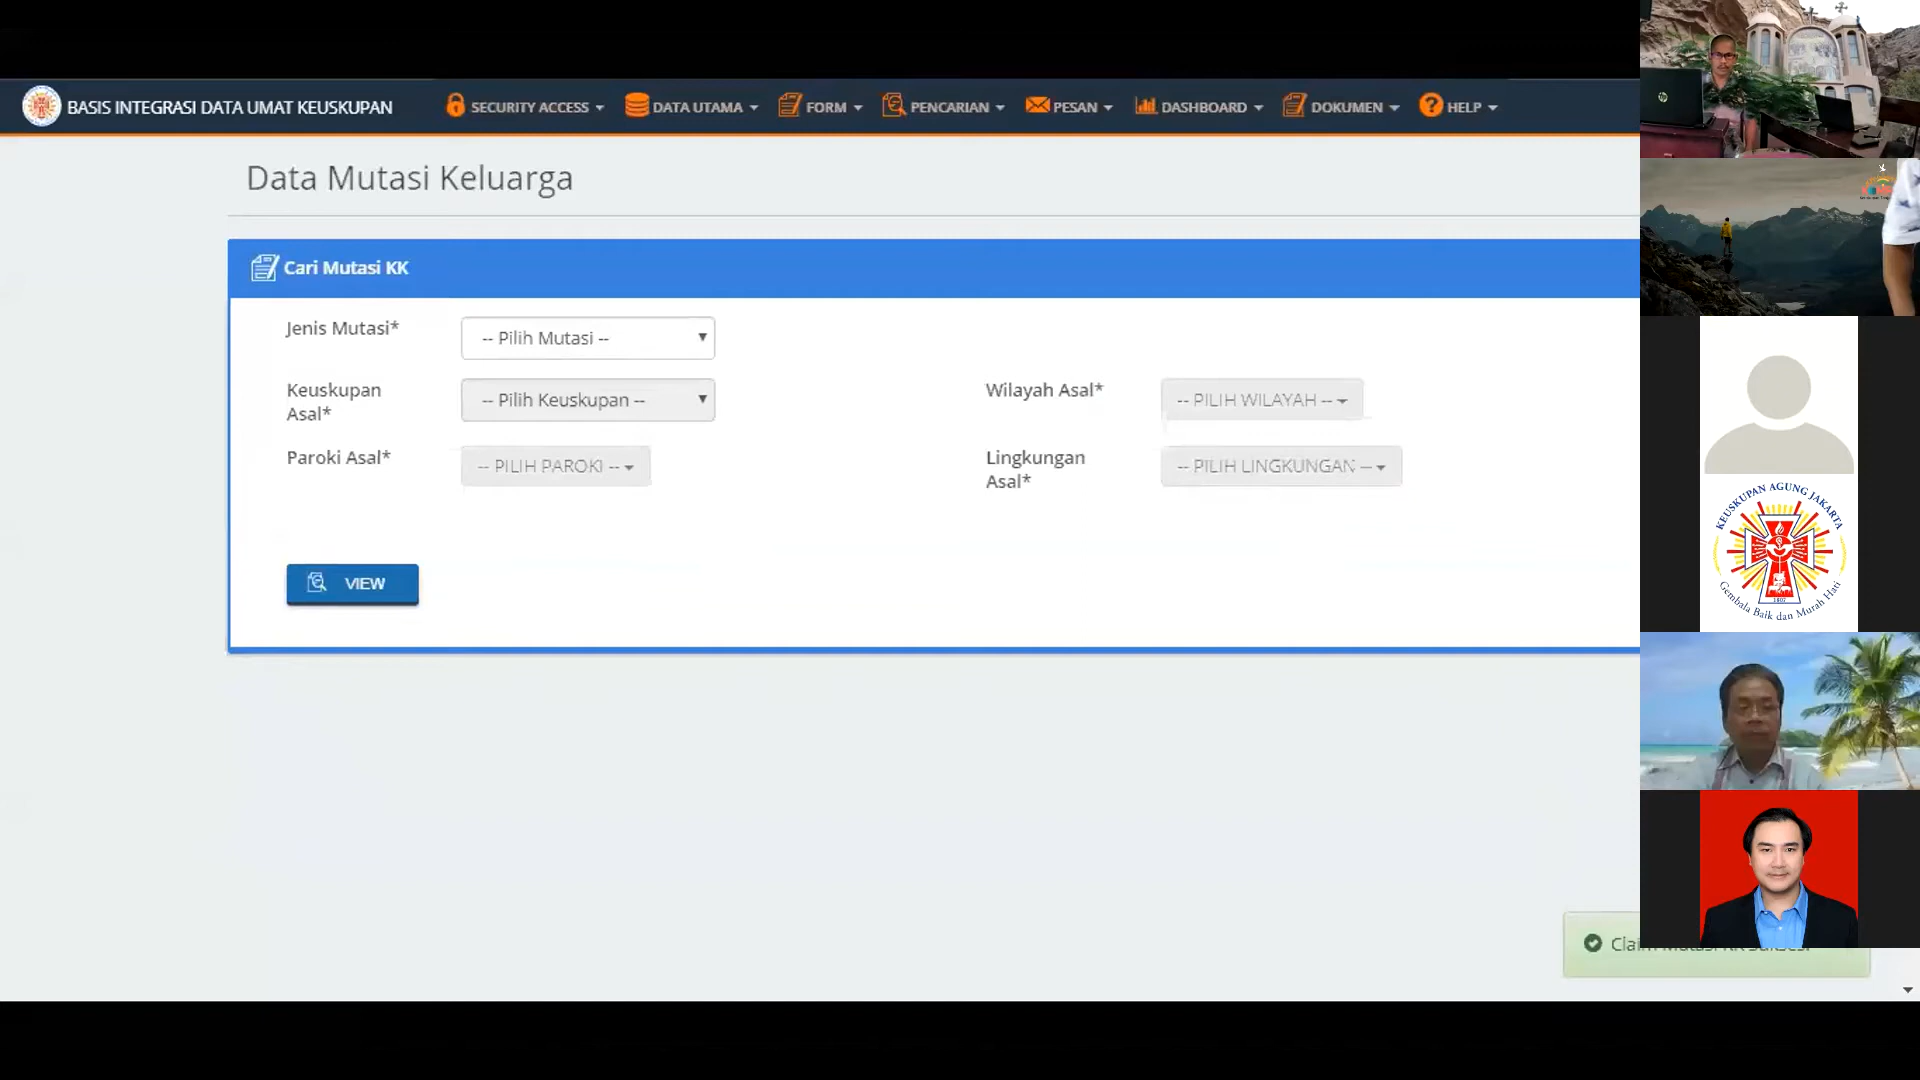 BASIS INTEGRASI DATA UMAT KEUSKUPAN
SECURITY ACCESS
DATA UTAMA
FORM
PENCARIAN
PESAN
DASHBOARD
DOKUMEN
HELP
Data Mutasi Keluarga
Cari Mutasi KK
Jenis Mutasi*
-- Pilih Mutasi --
Keuskupan
Asal*
-- Pilih Keuskupan --
Wilayah Asal*
-- PILIH WILAYAH --
Paroki Asal*
-- PILIH PAROKI --
Lingkungan
Asal*
-- PILIH LINGKUNGAN --
VIEW
KEUSKUPAN AGUNG JAKARTA
1807
Gembala Baik dan Murah Hati